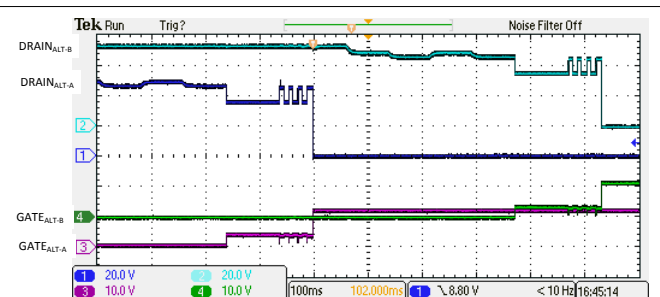 Tek Run Trig? Noise Filter Off
DRAINALT-B
DRAINALT-A
2
1
GATEALT-B 4
GATEALT-A 3
1 20.0 V 2 20.0 V
3 10.0 V 4 10.0 V 100ms 102.000ms 1 \ 8.80 V < 10 Hz 16:45:14